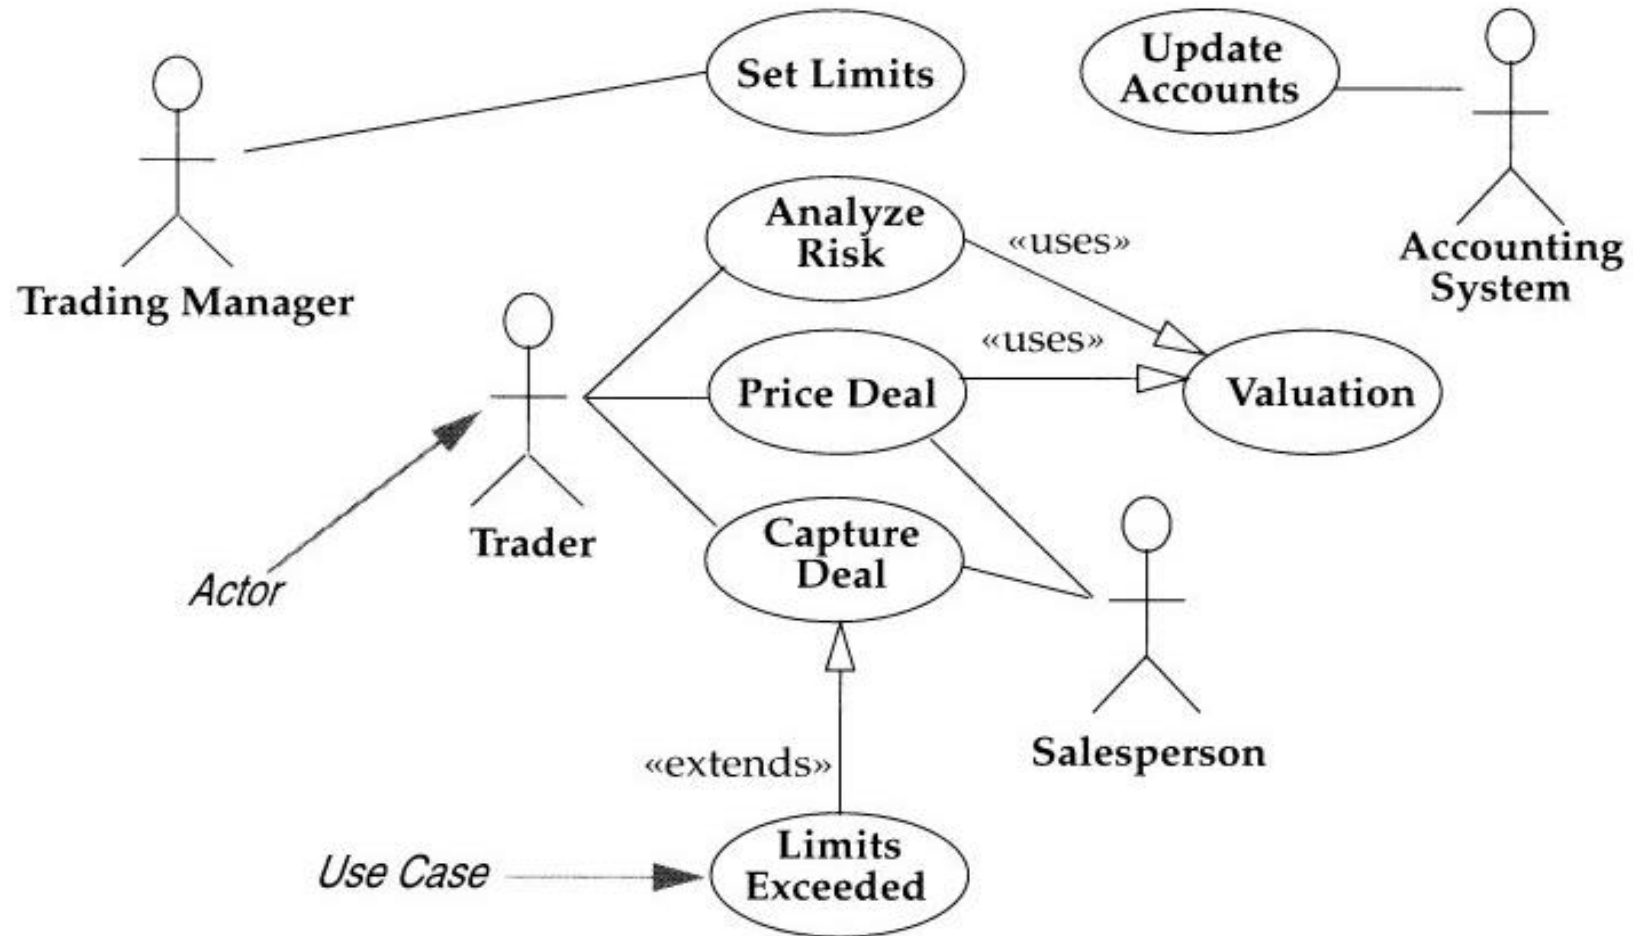 Set Limits
Update
Accounts
Analyze
Risk
«uses»
Accounting
System
Trading Manager
«uses»
Price Deal
Valuation
Trader
Capture
Deal
Actor
Salesperson
«extends»
Limits
Exceeded
Use Case